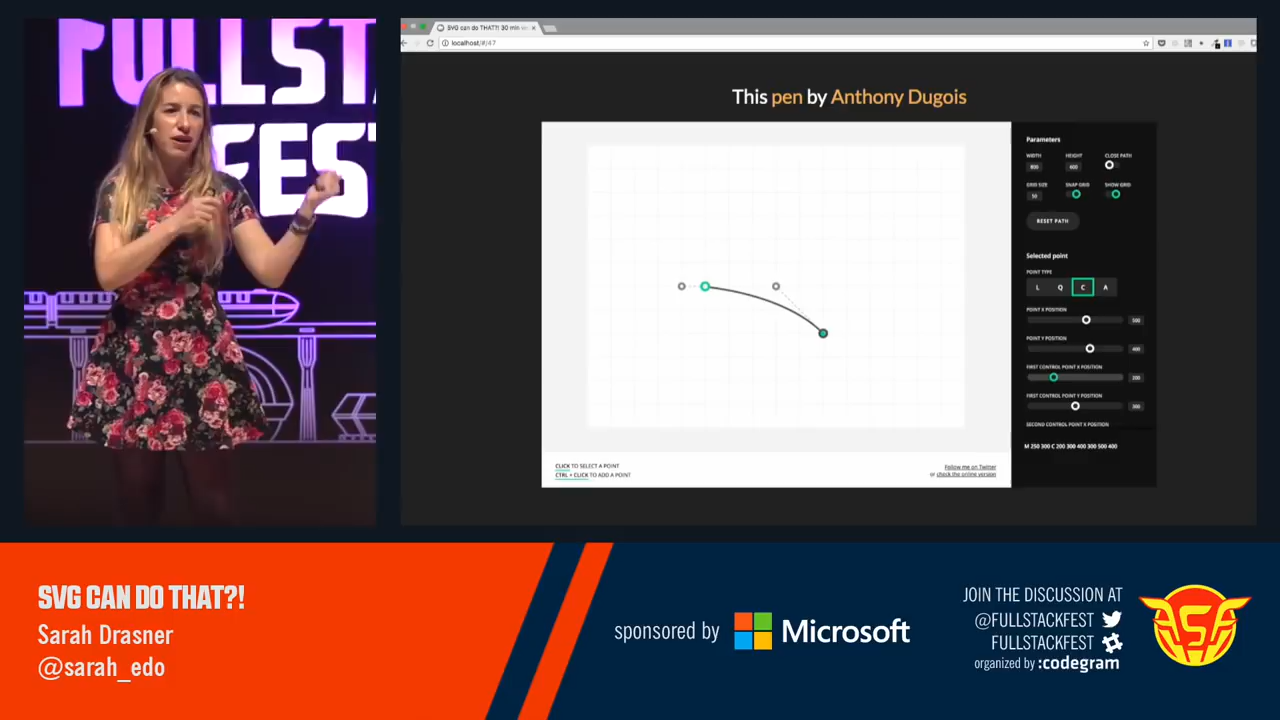 FULLSTA
FEST
SVG can do THAT?! 30 min
localhost/#/47
This pen by Anthony Dugois
Parameters
WIDTH
HEIGHT
CLOSE PATH
800
600
GRID SIZE
SNAP GRID
SHOW GRID
50
RESET PATH
Selected point
POINT TYPE
L Q C A
POINT X POSITION
500
POINT Y POSITION
400
FIRST CONTROL POINT X POSITION
200
FIRST CONTROL POINT Y POSITION
300
SECOND CONTROL POINT X POSITION
M 250 300 C 200 300 400 300 500 400
CLICK TO SELECT A POINT
CTRL + CLICK TO ADD A POINT
Follow me on Twitter
or check the online version
SVG CAN DO THAT?!
Sarah Drasner
@sarah_edo
sponsored by Microsoft
JOIN THE DISCUSSION AT
@FULLSTACKFEST
FULLSTACKFEST
organized by :codegram